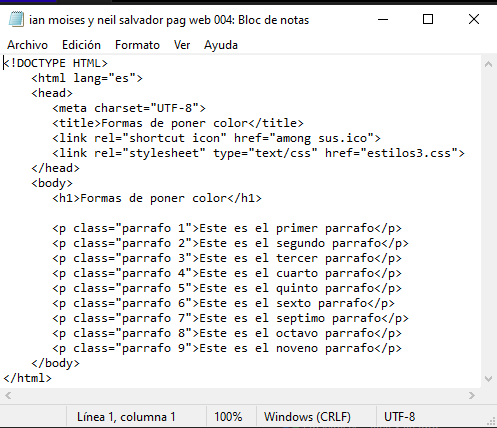 ian moises y neil salvador pag web 004: Bloc de notas
Archivo Edición Formato Ver Ayuda
<!DOCTYPE HTML>
<html lang="es">
<head>
<meta charset="UTF-8">
<title>Formas de poner color</title>
<link rel="shortcut icon" href="among sus.ico">
<link rel="stylesheet" type="text/css" href="estilos3.css">
</head>
<body>
<h1>Formas de poner color</h1>
<p class="parrafo 1">Este es el primer parrafo</p>
<p class="parrafo 2">Este es el segundo parrafo</p>
<p class="parrafo 3">Este es el tercer parrafo</p>
<p class="parrafo 4">Este es el cuarto parrafo</p>
<p class="parrafo 5">Este es el quinto parrafo</p>
<p class="parrafo 6">Este es el sexto parrafo</p>
<p class="parrafo 7">Este es el septimo parrafo</p>
<p class="parrafo 8">Este es el octavo parrafo</p>
<p class="parrafo 9">Este es el noveno parrafo</p>
</body>
</html>
Línea 1, columna 1 100% Windows (CRLF) UTF-8